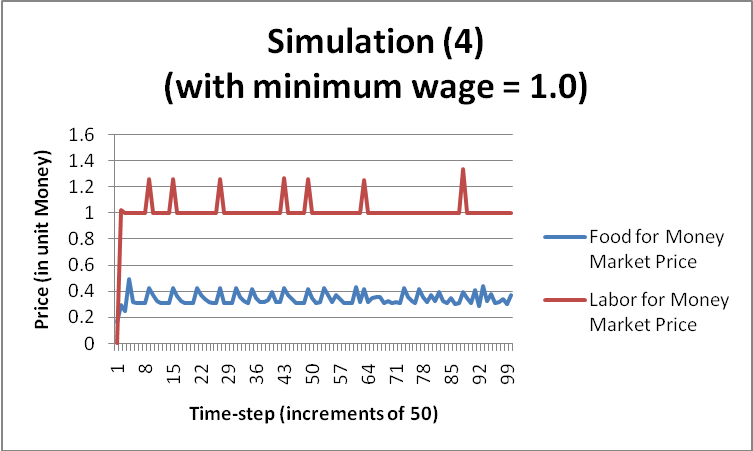 Simulation (4)
(with minimum wage = 1.0)
Price (in unit Money)
1.6
1.4
1.2
1
0.8
0.6
0.4
0.2
0
1 8 15 22 29 36 43 50 57 64 71 78 85 92 99
Time-step (increments of 50)
Food for Money
Market Price
Labor for Money
Market Price